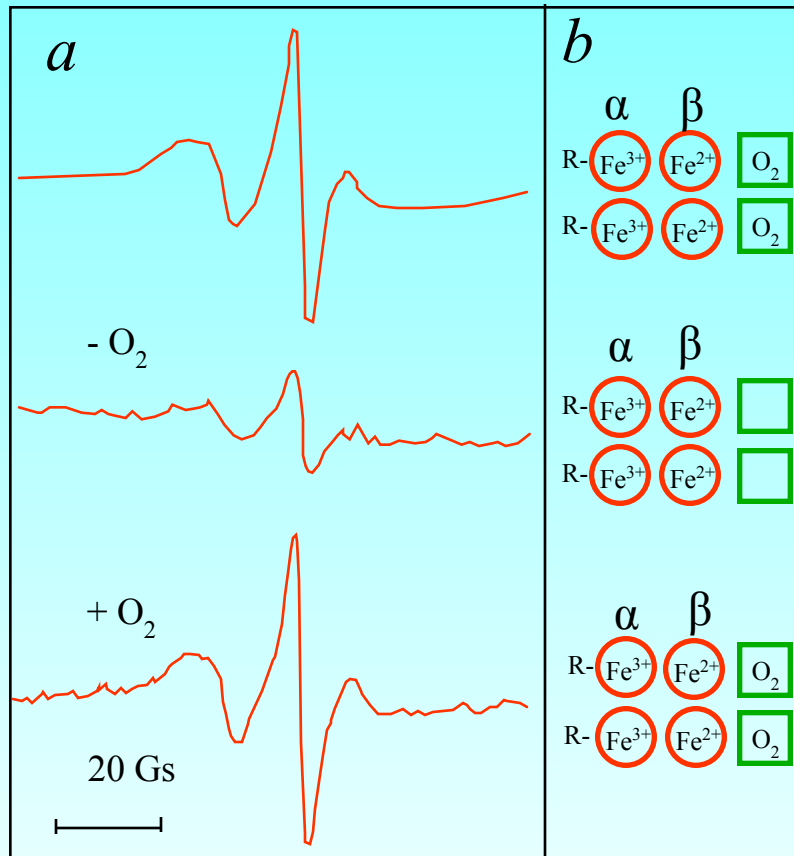 a
b
α β
R- Fe³⁺ Fe²⁺ O₂
R- Fe³⁺ Fe²⁺ O₂
- O₂
α β
R- Fe³⁺ Fe²⁺
R- Fe³⁺ Fe²⁺
+ O₂
α β
R- Fe³⁺ Fe²⁺ O₂
R- Fe³⁺ Fe²⁺ O₂
20 Gs